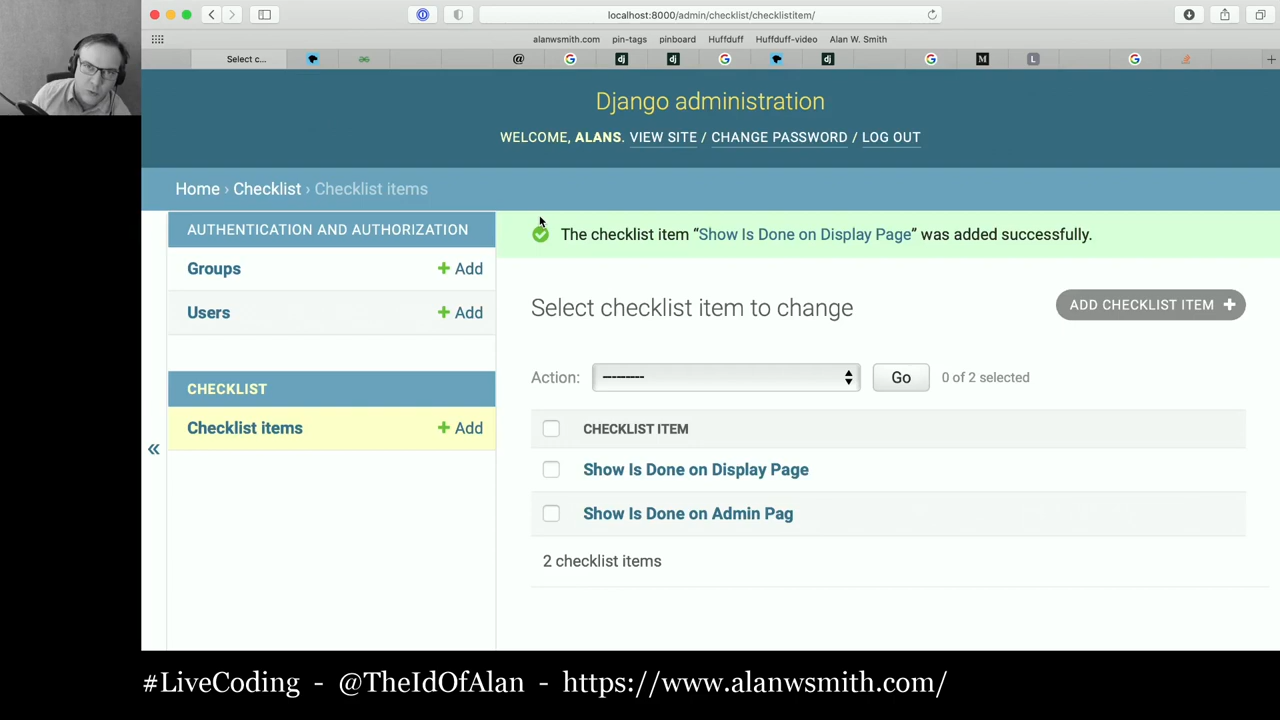 localhost:8000/admin/checklist/checklistitem/
alanwsmith.com pin-tags pinboard Huffduff Huffduff-video Alan W. Smith
Select c...
Django administration
WELCOME, ALANS. VIEW SITE / CHANGE PASSWORD / LOG OUT
Home › Checklist › Checklist items
AUTHENTICATION AND AUTHORIZATION
Groups + Add
Users + Add
CHECKLIST
Checklist items + Add
«
The checklist item “Show Is Done on Display Page” was added successfully.
Select checklist item to change
ADD CHECKLIST ITEM +
Action: --------- Go 0 of 2 selected
CHECKLIST ITEM
Show Is Done on Display Page
Show Is Done on Admin Pag
2 checklist items
#LiveCoding - @TheIdOfAlan - https://www.alanwsmith.com/